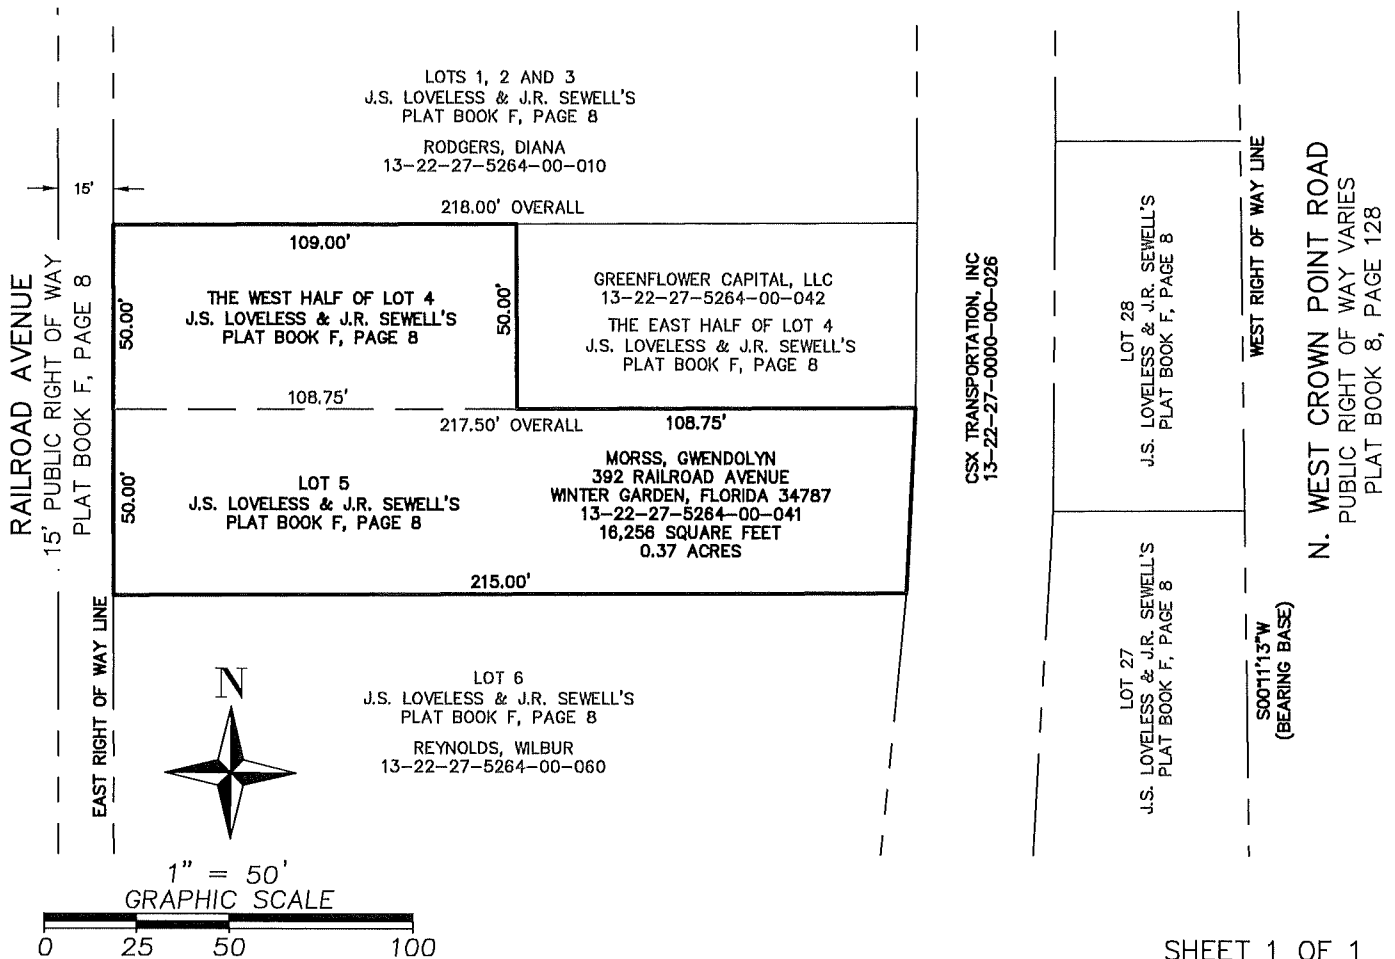 LOTS 1, 2 AND 3
J.S. LOVELESS & J.R. SEWELL'S
PLAT BOOK F, PAGE 8
RODGERS, DIANA
13-22-27-5264-00-010
15'
218.00' OVERALL
109.00'
50.00'
THE WEST HALF OF LOT 4
J.S. LOVELESS & J.R. SEWELL'S
PLAT BOOK F, PAGE 8
50.00'
GREENFLOWER CAPITAL, LLC
13-22-27-5264-00-042
THE EAST HALF OF LOT 4
J.S. LOVELESS & J.R. SEWELL'S
PLAT BOOK F, PAGE 8
108.75'
217.50' OVERALL
108.75'
50.00'
LOT 5
J.S. LOVELESS & J.R. SEWELL'S
PLAT BOOK F, PAGE 8
MORSS, GWENDOLYN
392 RAILROAD AVENUE
WINTER GARDEN, FLORIDA 34787
13-22-27-5264-00-041
16,256 SQUARE FEET
0.37 ACRES
215.00'
RAILROAD AVENUE
15' PUBLIC RIGHT OF WAY
PLAT BOOK F, PAGE 8
EAST RIGHT OF WAY LINE
LOT 6
J.S. LOVELESS & J.R. SEWELL'S
PLAT BOOK F, PAGE 8
REYNOLDS, WILBUR
13-22-27-5264-00-060
CSX TRANSPORTATION, INC
13-22-27-0000-00-026
LOT 28
J.S. LOVELESS & J.R. SEWELL'S
PLAT BOOK F, PAGE 8
LOT 27
J.S. LOVELESS & J.R. SEWELL'S
PLAT BOOK F, PAGE 8
WEST RIGHT OF WAY LINE
S00°11'13"W
(BEARING BASE)
N. WEST CROWN POINT ROAD
PUBLIC RIGHT OF WAY VARIES
PLAT BOOK 8, PAGE 128
N
1" = 50'
GRAPHIC SCALE
0 25 50 100
SHEET 1 OF 1